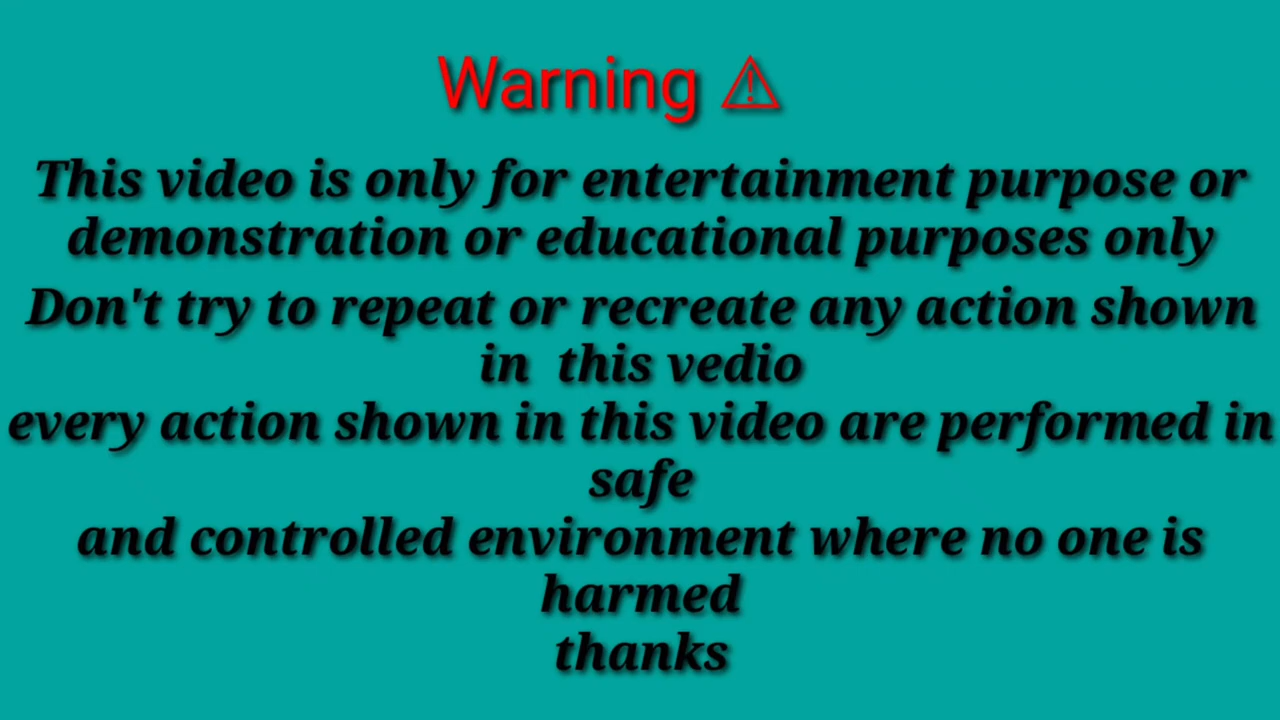 Warning ⚠
This video is only for entertainment purpose or
demonstration or educational purposes only
Don't try to repeat or recreate any action shown
in this vedio
every action shown in this video are performed in
safe
and controlled environment where no one is
harmed
thanks